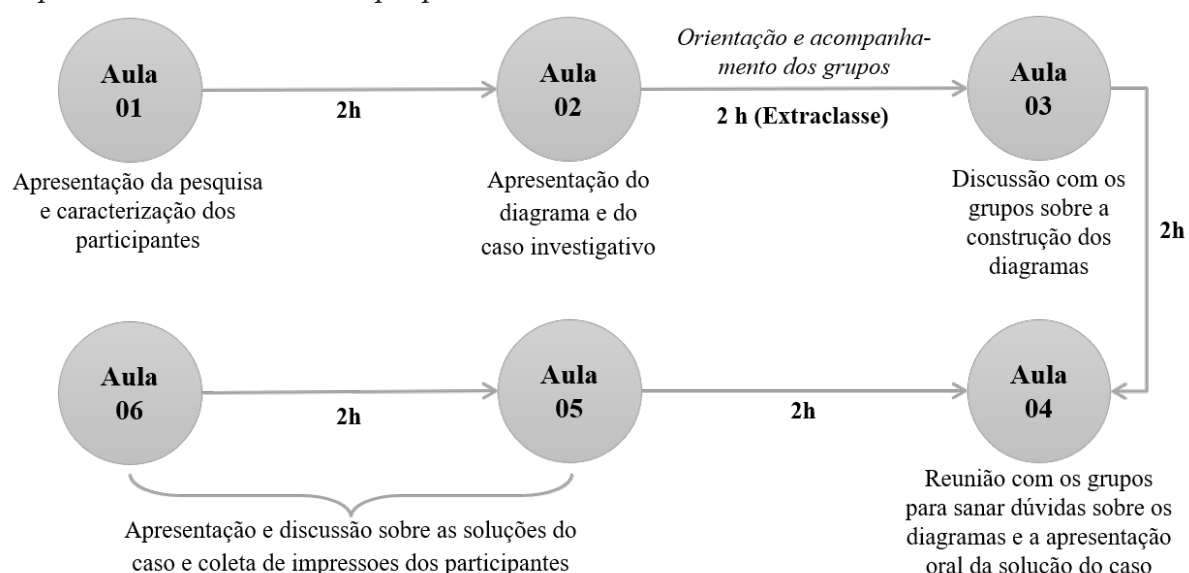 Aula
01
2h
Aula
02
Orientação e acompanha-
mento dos grupos
2 h (Extraclasse)
Aula
03
Apresentação da pesquisa
e caracterização dos
participantes
Apresentação do
diagrama e do
caso investigativo
Discussão com os
grupos sobre a
construção dos
diagramas
2h
Aula
06
2h
Aula
05
2h
Aula
04
Apresentação e discussão sobre as soluções do
caso e coleta de impressoes dos participantes
Reunião com os grupos
para sanar dúvidas sobre os
diagramas e a apresentação
oral da solução do caso